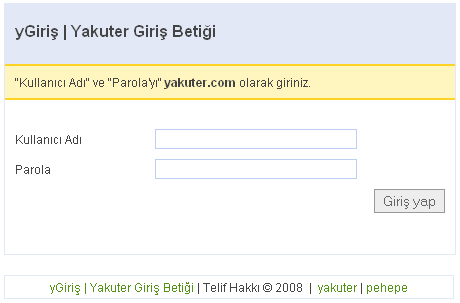 yGiriş | Yakuter Giriş Betiği
"Kullanıcı Adı" ve "Parola'yı" yakuter.com olarak giriniz.
Kullanıcı Adı
Parola
Giriş yap
yGiriş | Yakuter Giriş Betiği | Telif Hakkı © 2008 | yakuter | pehepe